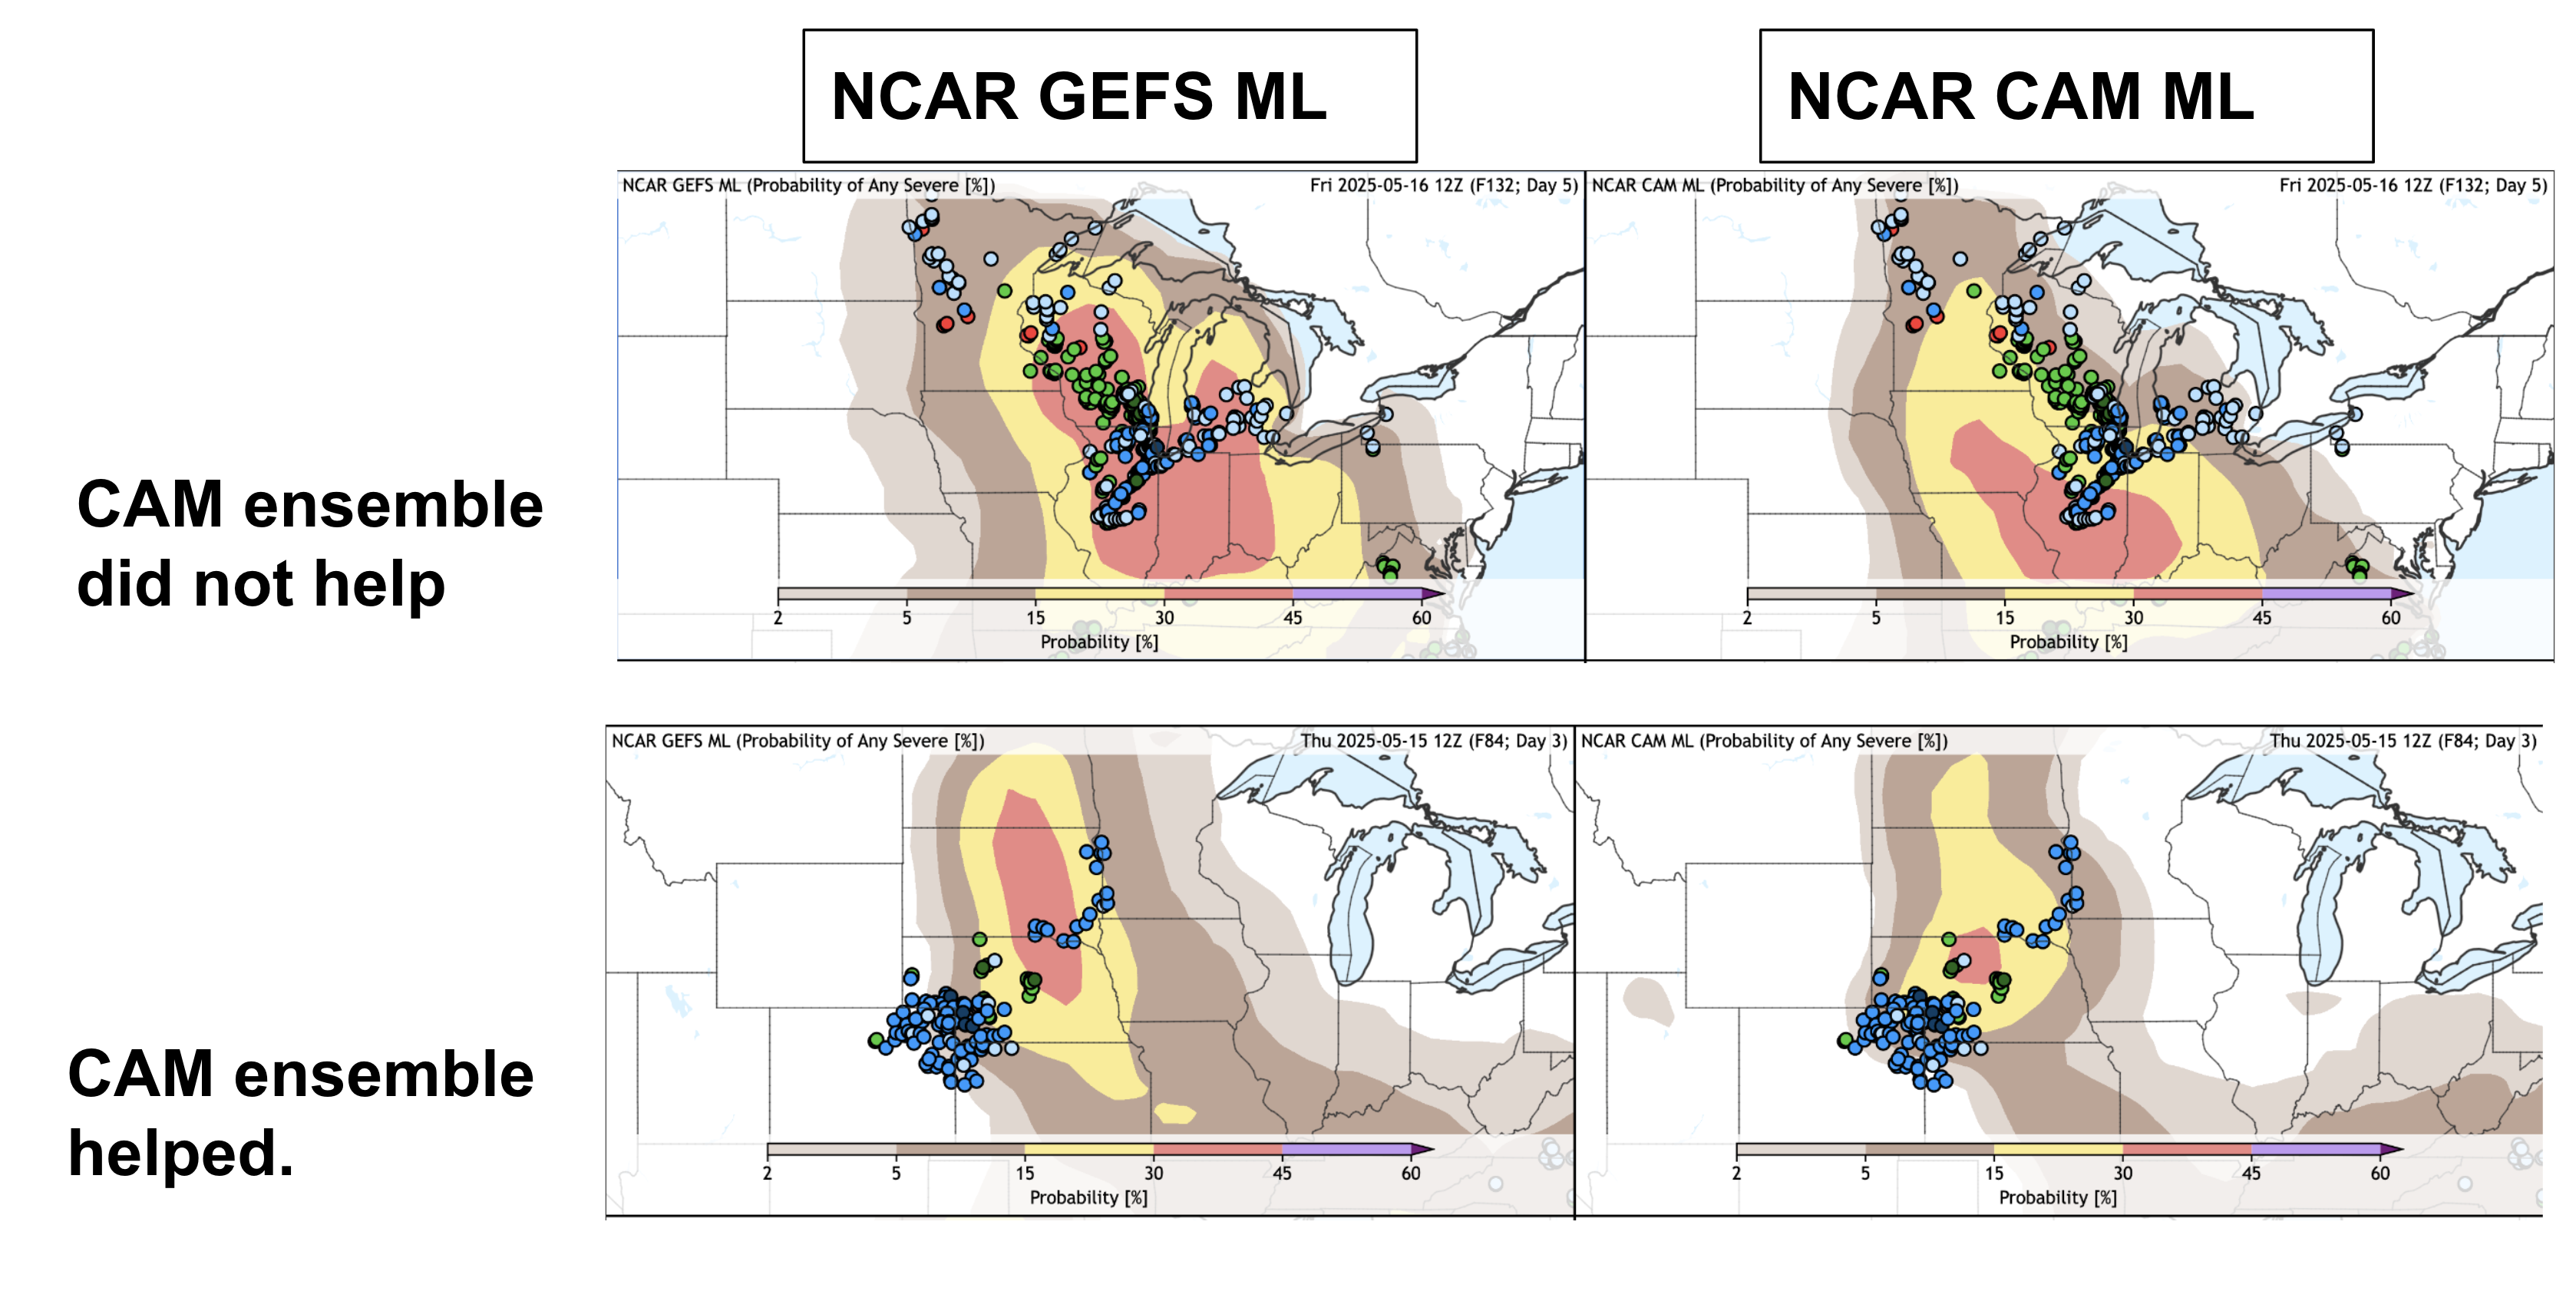 NCAR GEFS ML
NCAR CAM ML
NCAR GEFS ML (Probability of Any Severe [%])
Fri 2025-05-16 12Z (F132; Day 5)
NCAR CAM ML (Probability of Any Severe [%])
Fri 2025-05-16 12Z (F132; Day 5)
CAM ensemble
did not help
2 5 15 30 45 60
Probability [%]
2 5 15 30 45 60
Probability [%]
NCAR GEFS ML (Probability of Any Severe [%])
Thu 2025-05-15 12Z (F84; Day 3)
NCAR CAM ML (Probability of Any Severe [%])
Thu 2025-05-15 12Z (F84; Day 3)
CAM ensemble
helped.
2 5 15 30 45 60
Probability [%]
2 5 15 30 45 60
Probability [%]